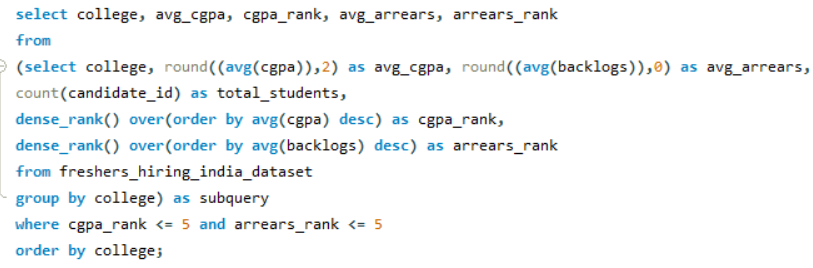 select college, avg_cgpa, cgpa_rank, avg_arrears, arrears_rank
from
(select college, round((avg(cgpa)),2) as avg_cgpa, round((avg(backlogs)),0) as avg_arrears,
count(candidate_id) as total_students,
dense_rank() over(order by avg(cgpa) desc) as cgpa_rank,
dense_rank() over(order by avg(backlogs) desc) as arrears_rank
from freshers_hiring_india_dataset
group by college) as subquery
where cgpa_rank <= 5 and arrears_rank <= 5
order by college;